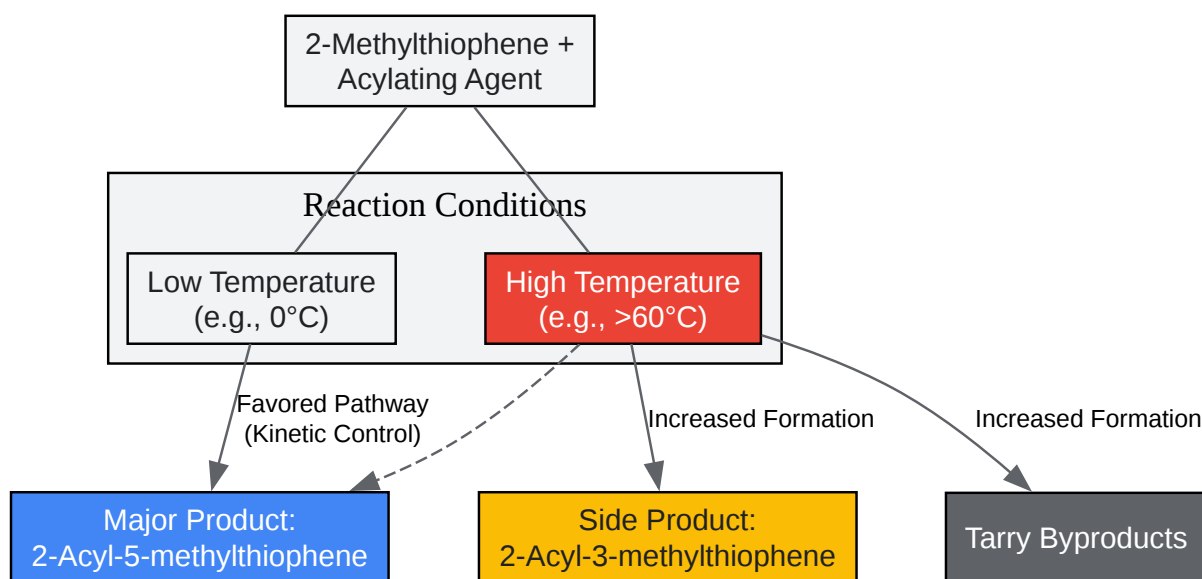 2-Methylthiophene +
Acylating Agent
Reaction Conditions
Low Temperature
(e.g., 0°C)
High Temperature
(e.g., >60°C)
Favored Pathway
(Kinetic Control)
Increased Formation
Increased Formation
Major Product:
2-Acyl-5-methylthiophene
Side Product:
2-Acyl-3-methylthiophene
Tarry Byproducts